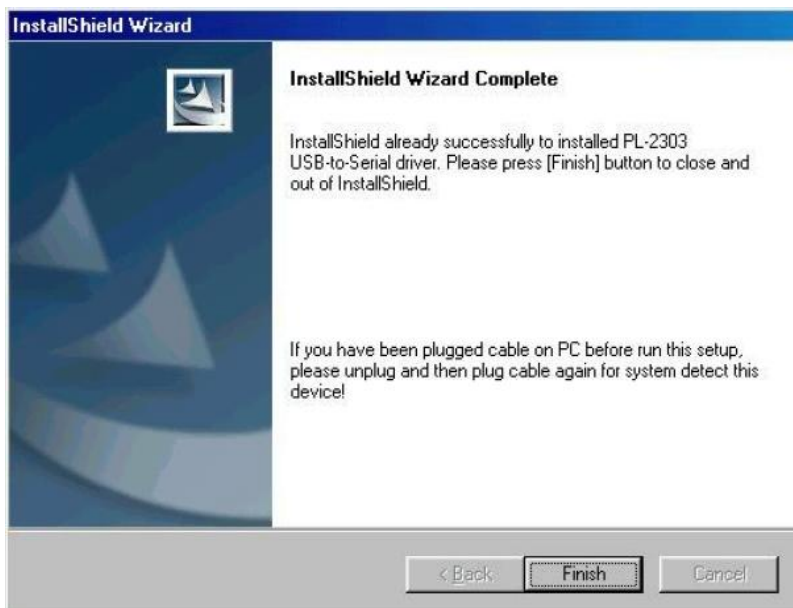 InstallShield Wizard
InstallShield Wizard Complete
InstallShield already successfully to installed PL-2303
USB-to-Serial driver. Please press [Finish] button to close and
out of InstallShield.
If you have been plugged cable on PC before run this setup,
please unplug and then plug cable again for system detect this
device!
< Back Finish Cancel